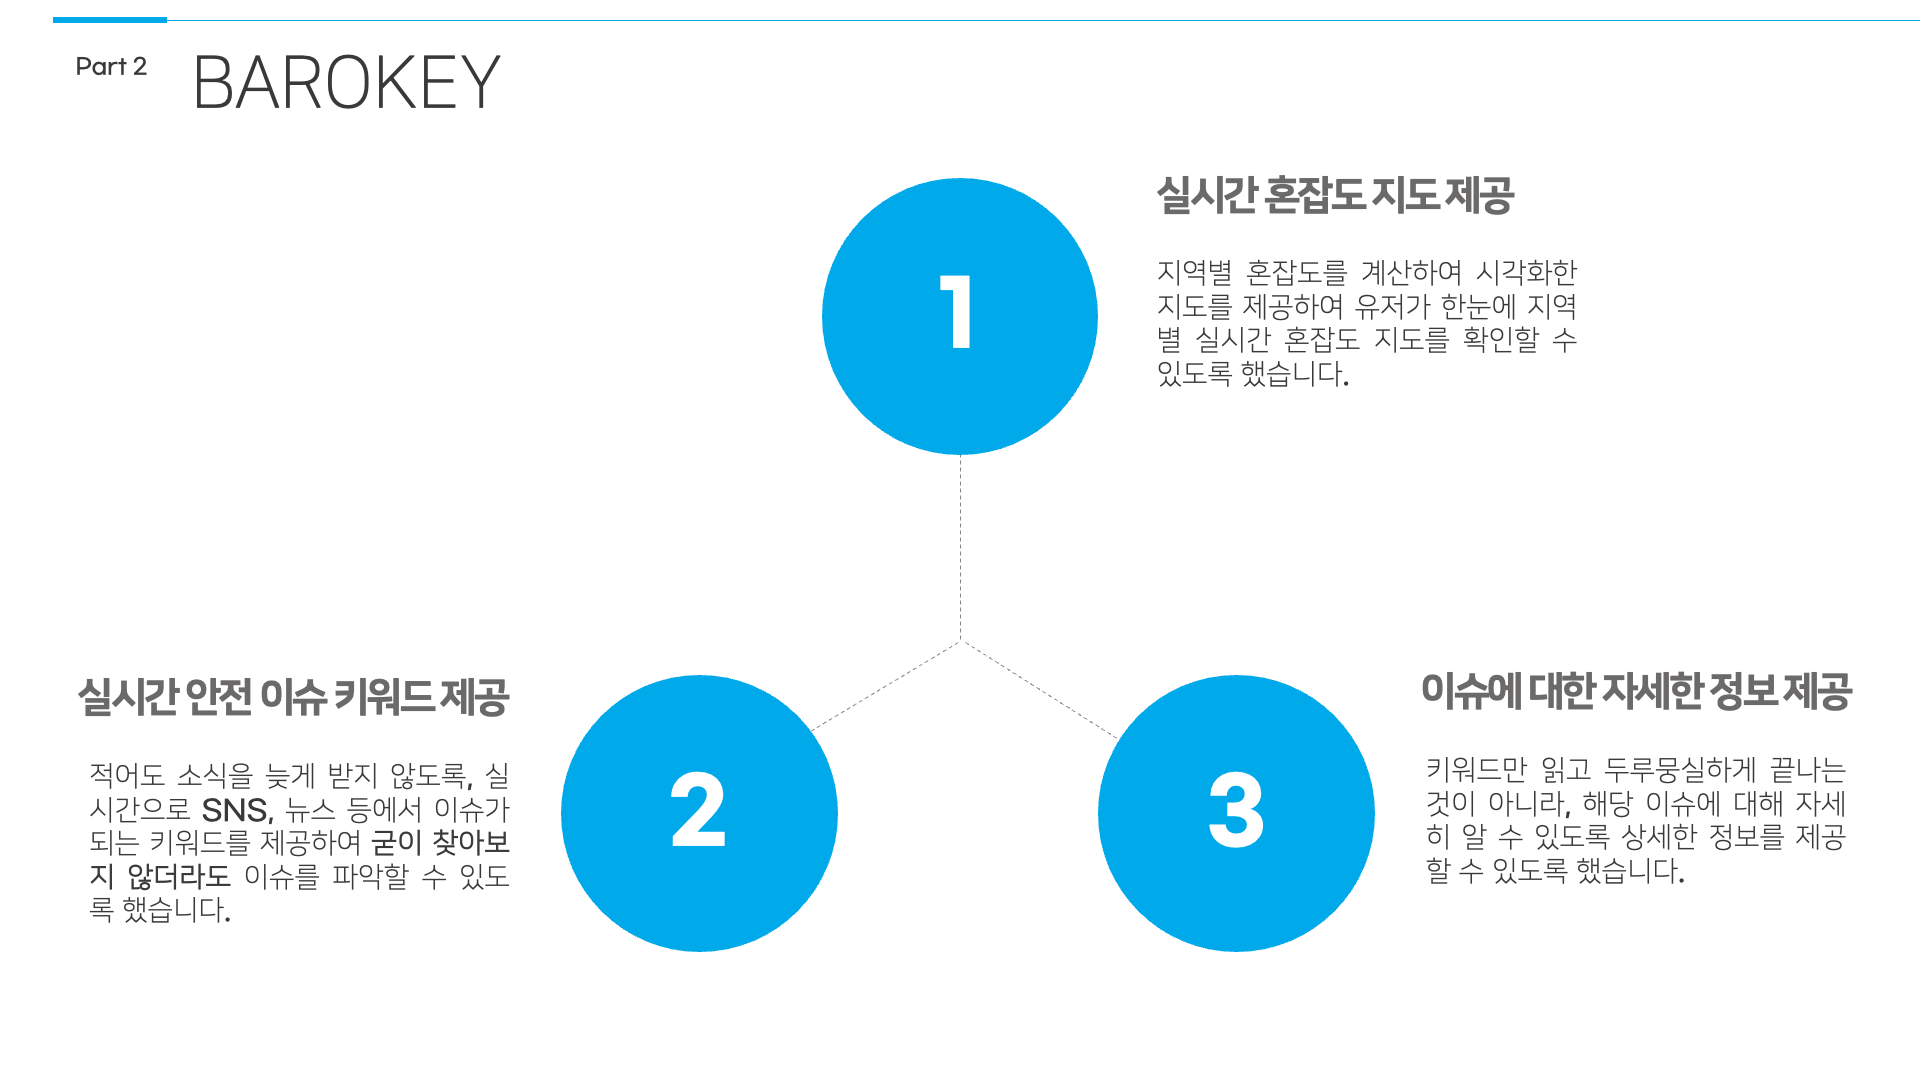 Part 2
BAROKEY
1
실시간 혼잡도 지도 제공
지역별 혼잡도를 계산하여 시각화한
지도를 제공하여 유저가 한눈에 지역
별 실시간 혼잡도 지도를 확인할 수
있도록 했습니다.
실시간 안전 이슈 키워드 제공
적어도 소식을 늦게 받지 않도록, 실
시간으로 SNS, 뉴스 등에서 이슈가
되는 키워드를 제공하여 굳이 찾아보
지 않더라도 이슈를 파악할 수 있도
록 했습니다.
2
3
이슈에 대한 자세한 정보 제공
키워드만 읽고 두루뭉실하게 끝나는
것이 아니라, 해당 이슈에 대해 자세
히 알 수 있도록 상세한 정보를 제공
할 수 있도록 했습니다.